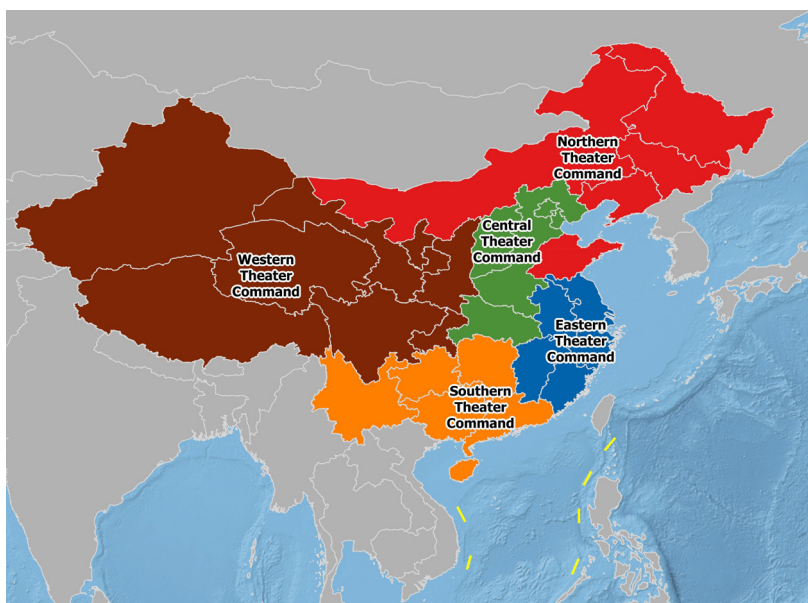 Northern
Theater
Command
Central
Theater
Command
Western
Theater
Command
Eastern
Theater
Command
Southern
Theater
Command